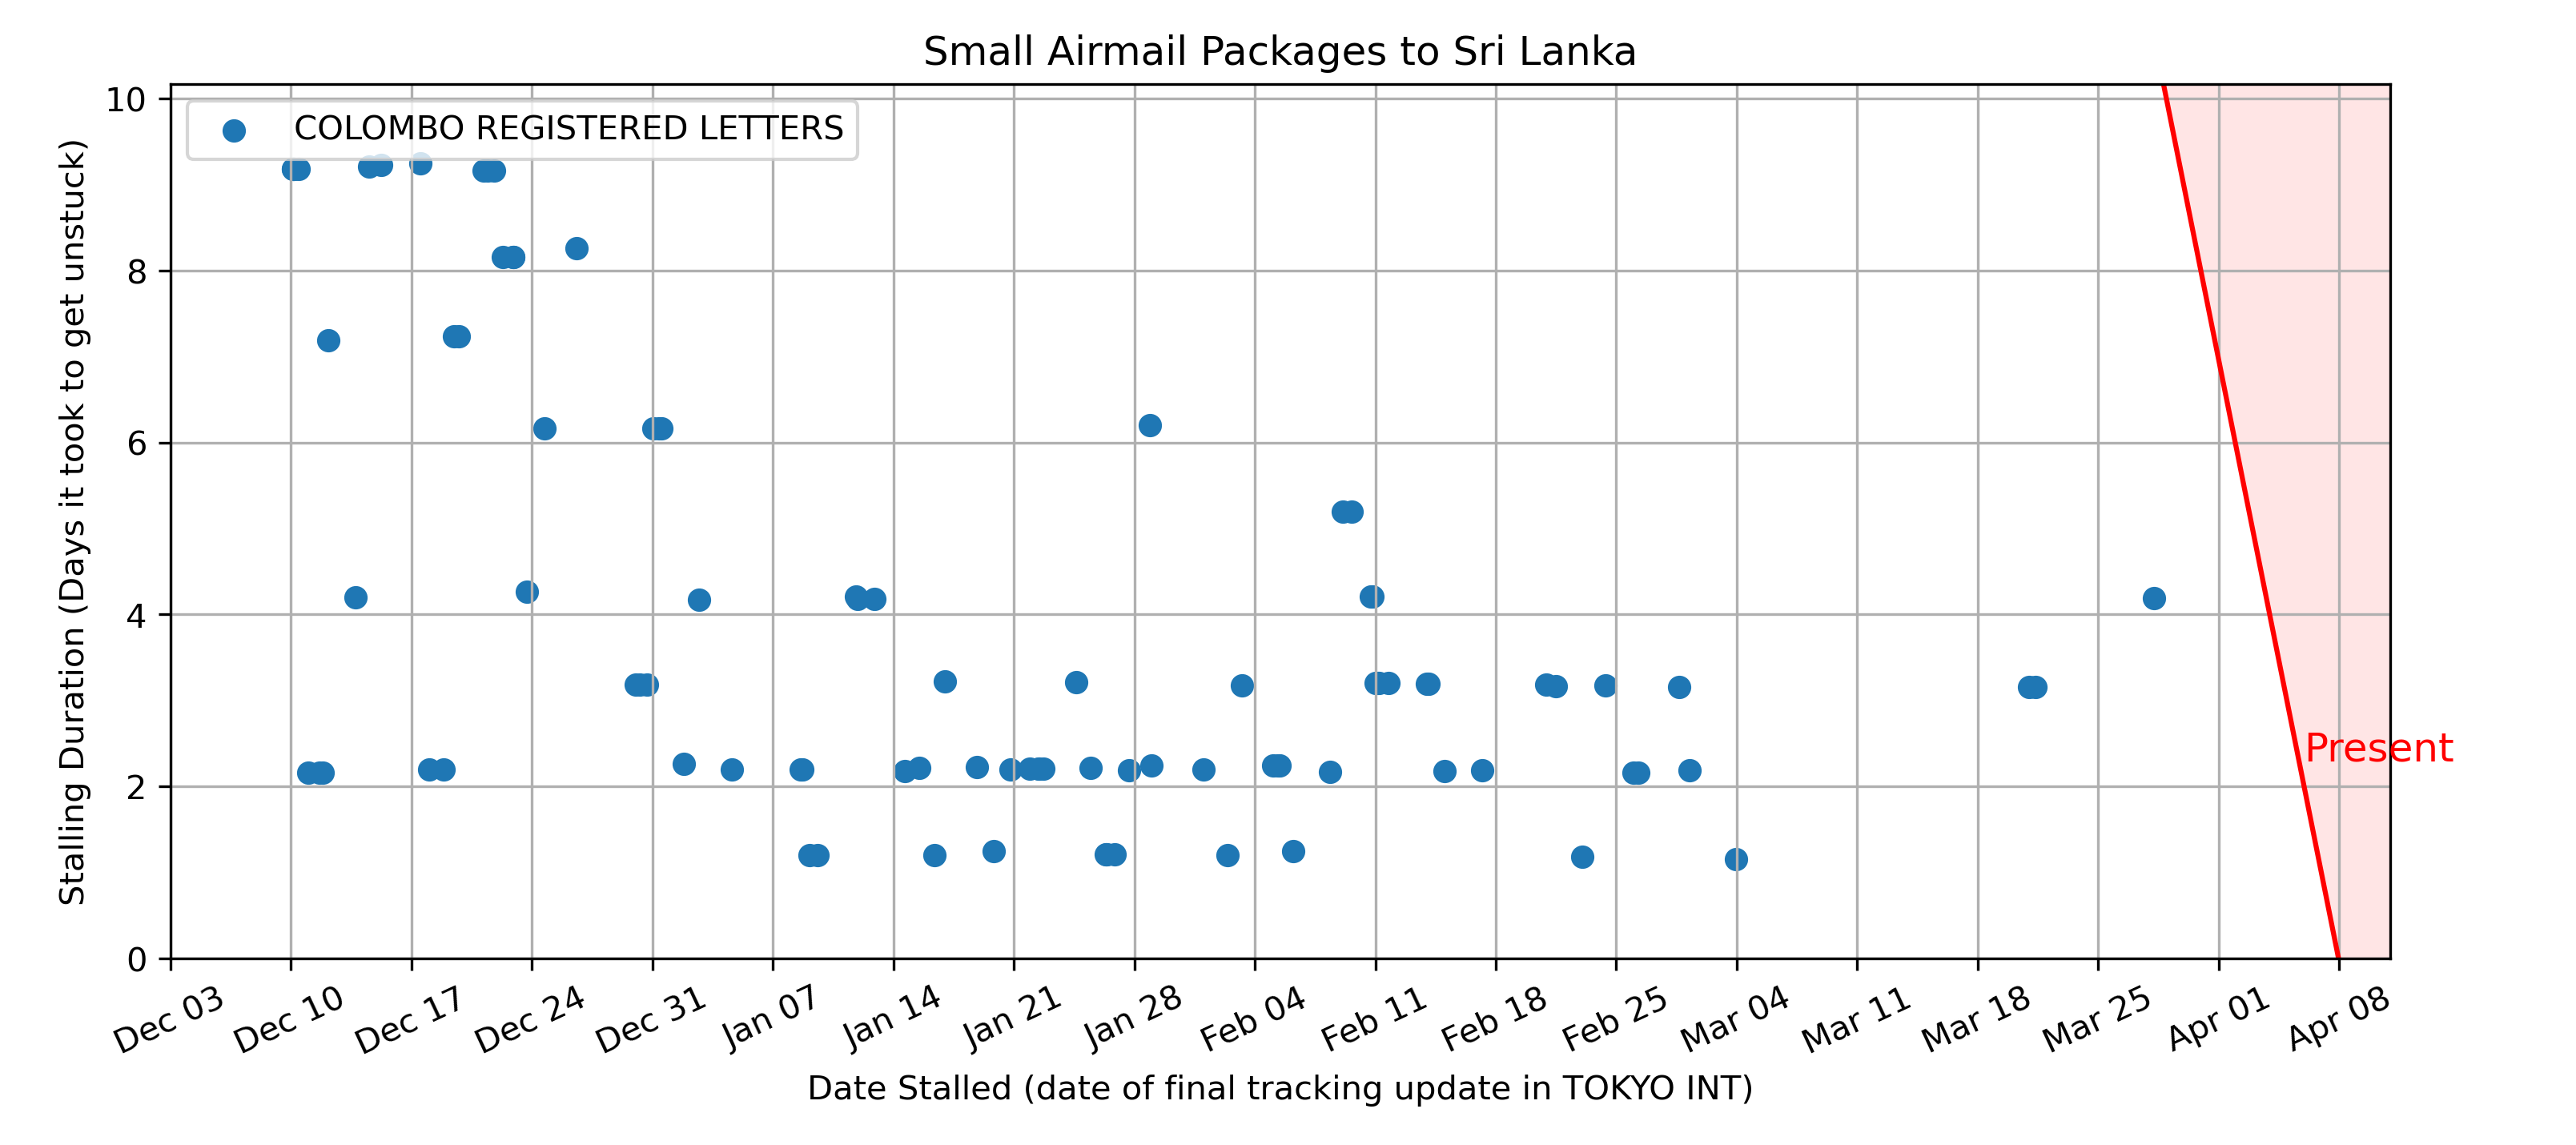 Small Airmail Packages to Sri Lanka
COLOMBO REGISTERED LETTERS
Stalling Duration (Days it took to get unstuck)
10
8
6
4
2
0
Present
Dec 03
Dec 10
Dec 17
Dec 24
Dec 31
Jan 07
Jan 14
Jan 21
Jan 28
Feb 04
Feb 11
Feb 18
Feb 25
Mar 04
Mar 11
Mar 18
Mar 25
Apr 01
Apr 08
Date Stalled (date of final tracking update in TOKYO INT)